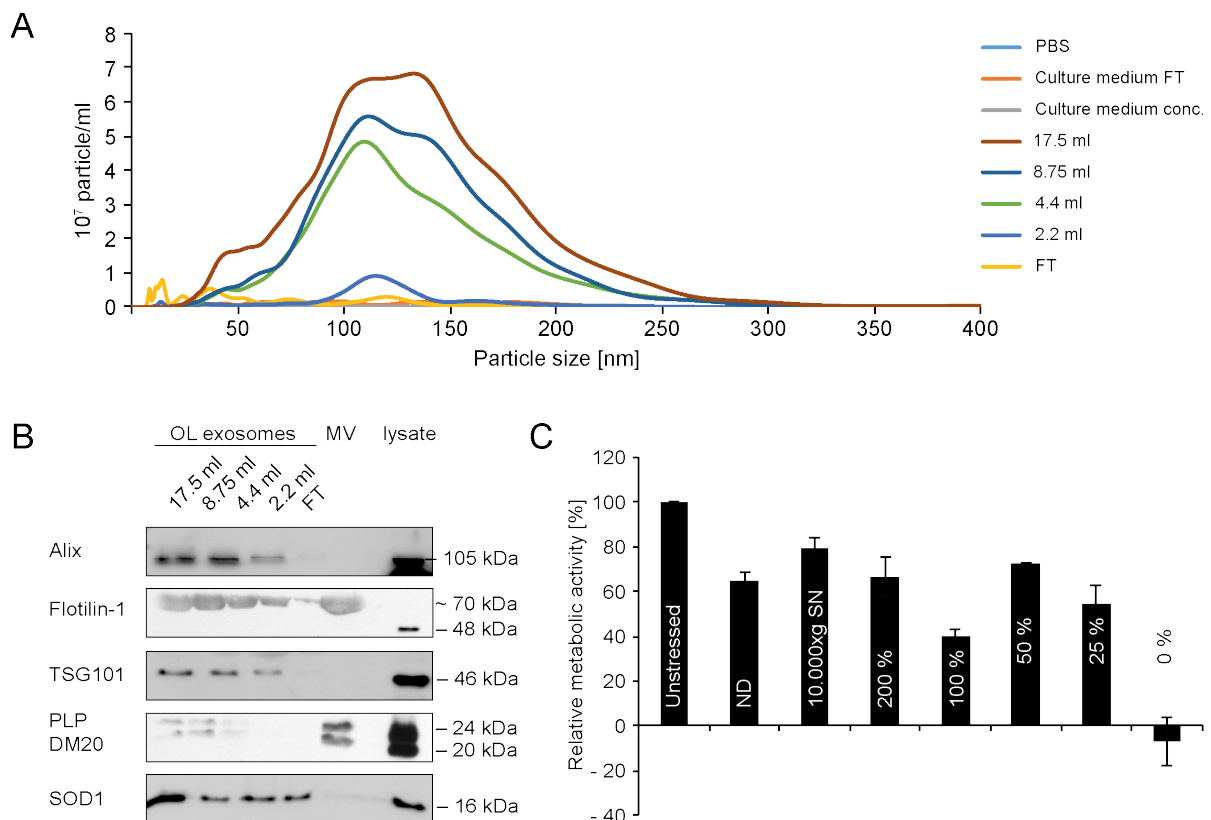 A
8
7
6
5
4
3
2
1
0
10⁷ particle/ml
50
100
150
200
250
300
350
400
Particle size [nm]
PBS
Culture medium FT
Culture medium conc.
17.5 ml
8.75 ml
4.4 ml
2.2 ml
FT
B
OL exosomes MV lysate
17.5 ml
8.75 ml
4.4 ml
2.2 ml
FT
Alix
– 105 kDa
Flotilin-1
~ 70 kDa
– 48 kDa
TSG101
– 46 kDa
PLP
DM20
– 24 kDa
– 20 kDa
SOD1
– 16 kDa
C
Relative metabolic activity [%]
120
100
80
60
40
20
0
- 20
- 40
Unstressed
ND
10.000xg SN
200 %
100 %
50 %
25 %
0 %